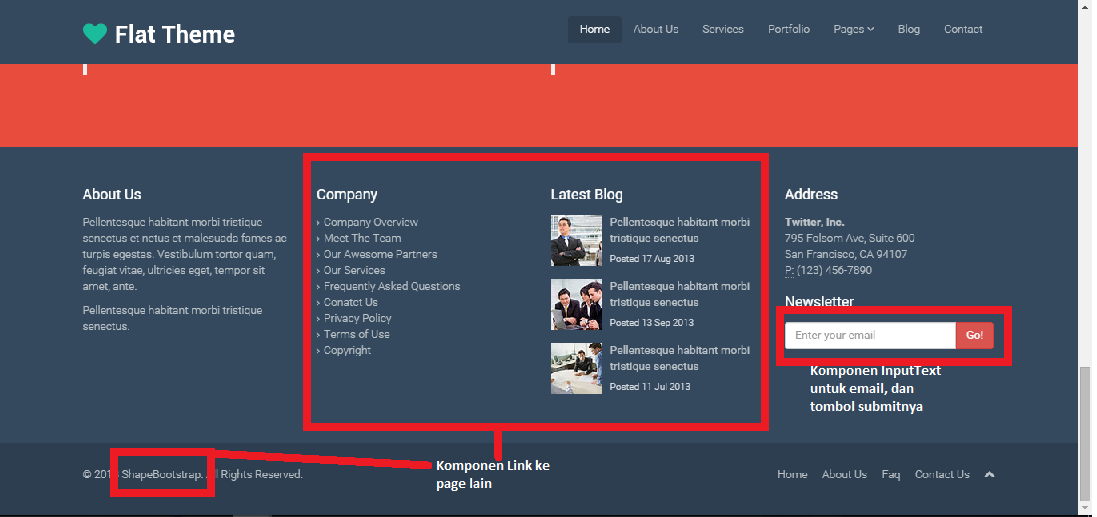 Flat Theme
Home About Us Services Portfolio Pages Blog Contact
About Us
Pellentesque habitant morbi tristique
senectus et netus et malesuada fames ac
turpis egestas. Vestibulum tortor quam,
feugiat vitae, ultricies eget, tempor sit
amet, ante.
Pellentesque habitant morbi tristique
senectus.
Company
Company Overview
Meet The Team
Our Awesome Partners
Our Services
Frequently Asked Questions
Conatct Us
Privacy Policy
Terms of Use
Copyright
Latest Blog
Pellentesque habitant morbi
tristique senectus
Posted 17 Aug 2013
Pellentesque habitant morbi
tristique senectus
Posted 13 Sep 2013
Pellentesque habitant morbi
tristique senectus
Posted 11 Jul 2013
Address
Twitter, Inc.
795 Folsom Ave, Suite 600
San Francisco, CA 94107
P: (123) 456-7890
Newsletter
Enter your email Go!
Komponen InputText
untuk email, dan
tombol submitnya
Komponen Link ke
page lain
© ShapeBootstrap. Rights Reserved.
Home About Us Faq Contact Us